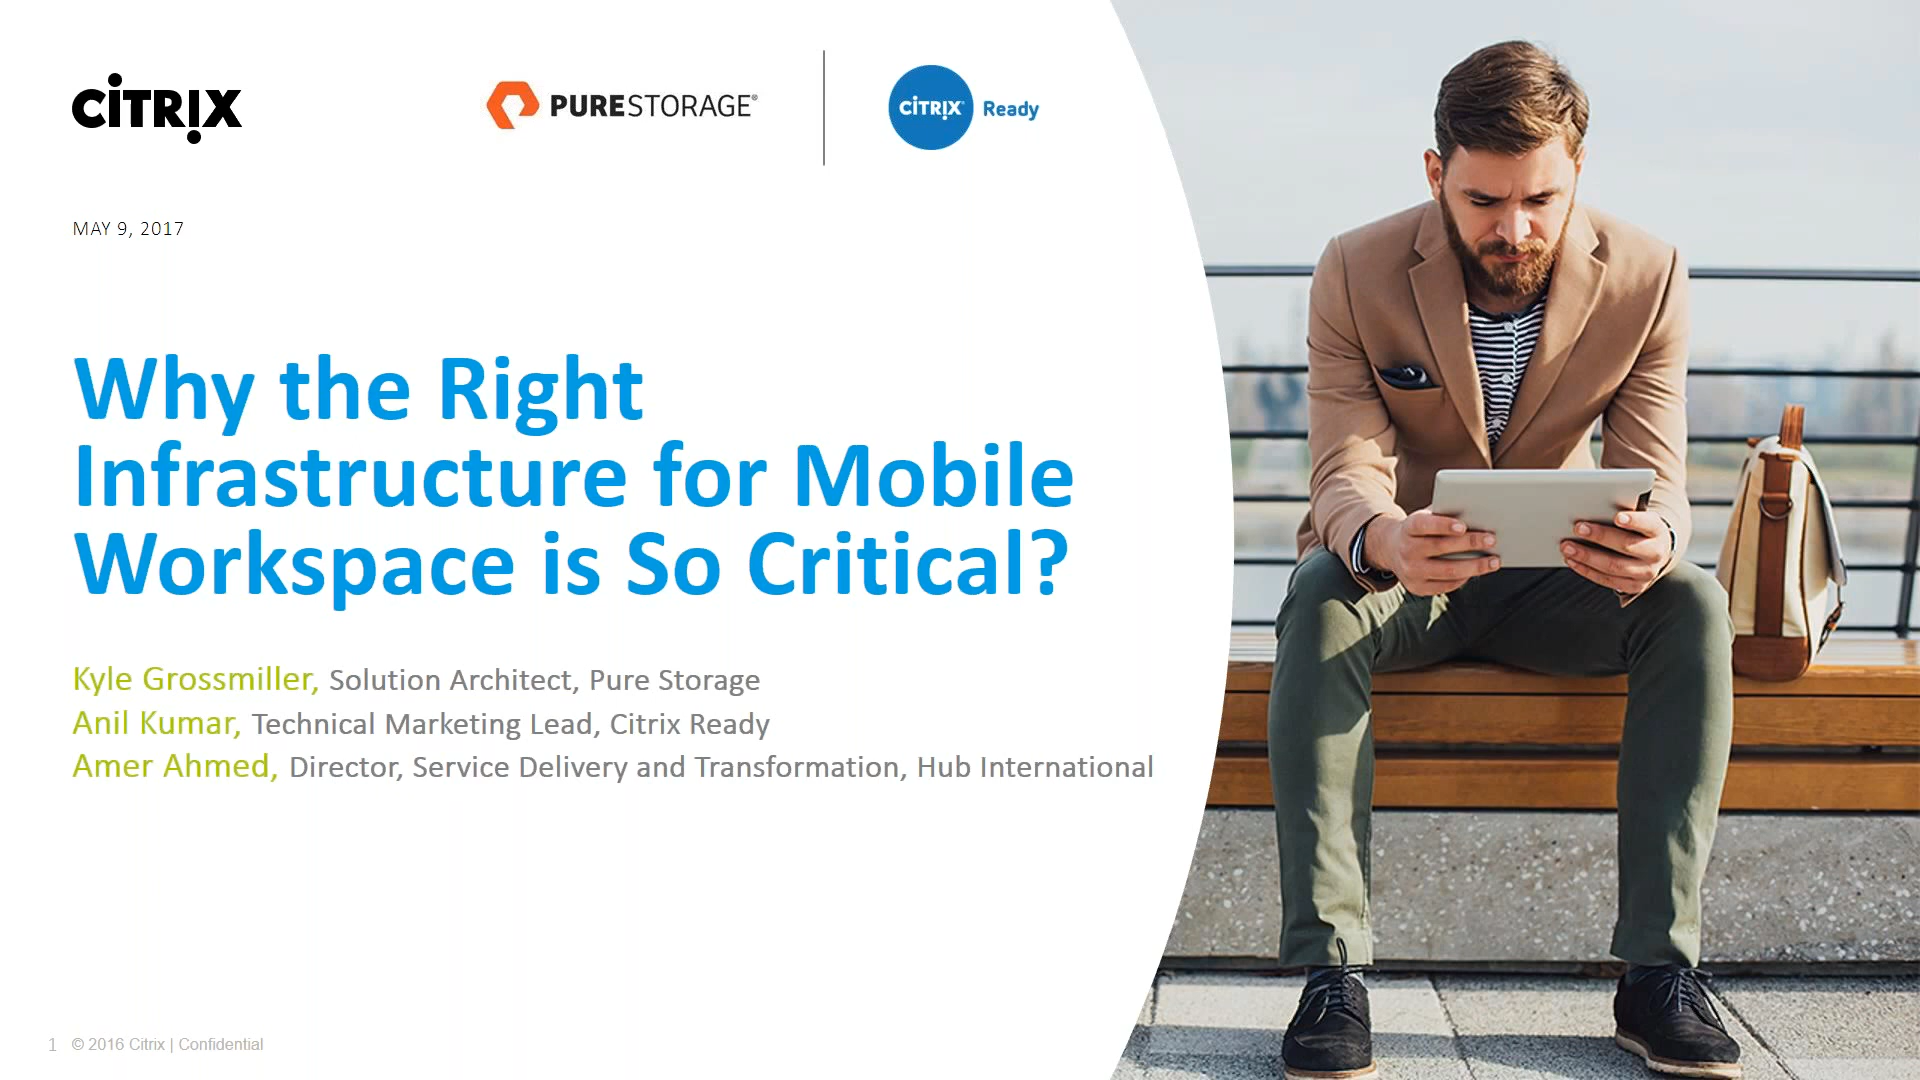 CITRIX
PURESTORAGE®
CITRIX® Ready
MAY 9, 2017
Why the Right
Infrastructure for Mobile
Workspace is So Critical?
Kyle Grossmiller, Solution Architect, Pure Storage
Anil Kumar, Technical Marketing Lead, Citrix Ready
Amer Ahmed, Director, Service Delivery and Transformation, Hub International
1 © 2016 Citrix | Confidential